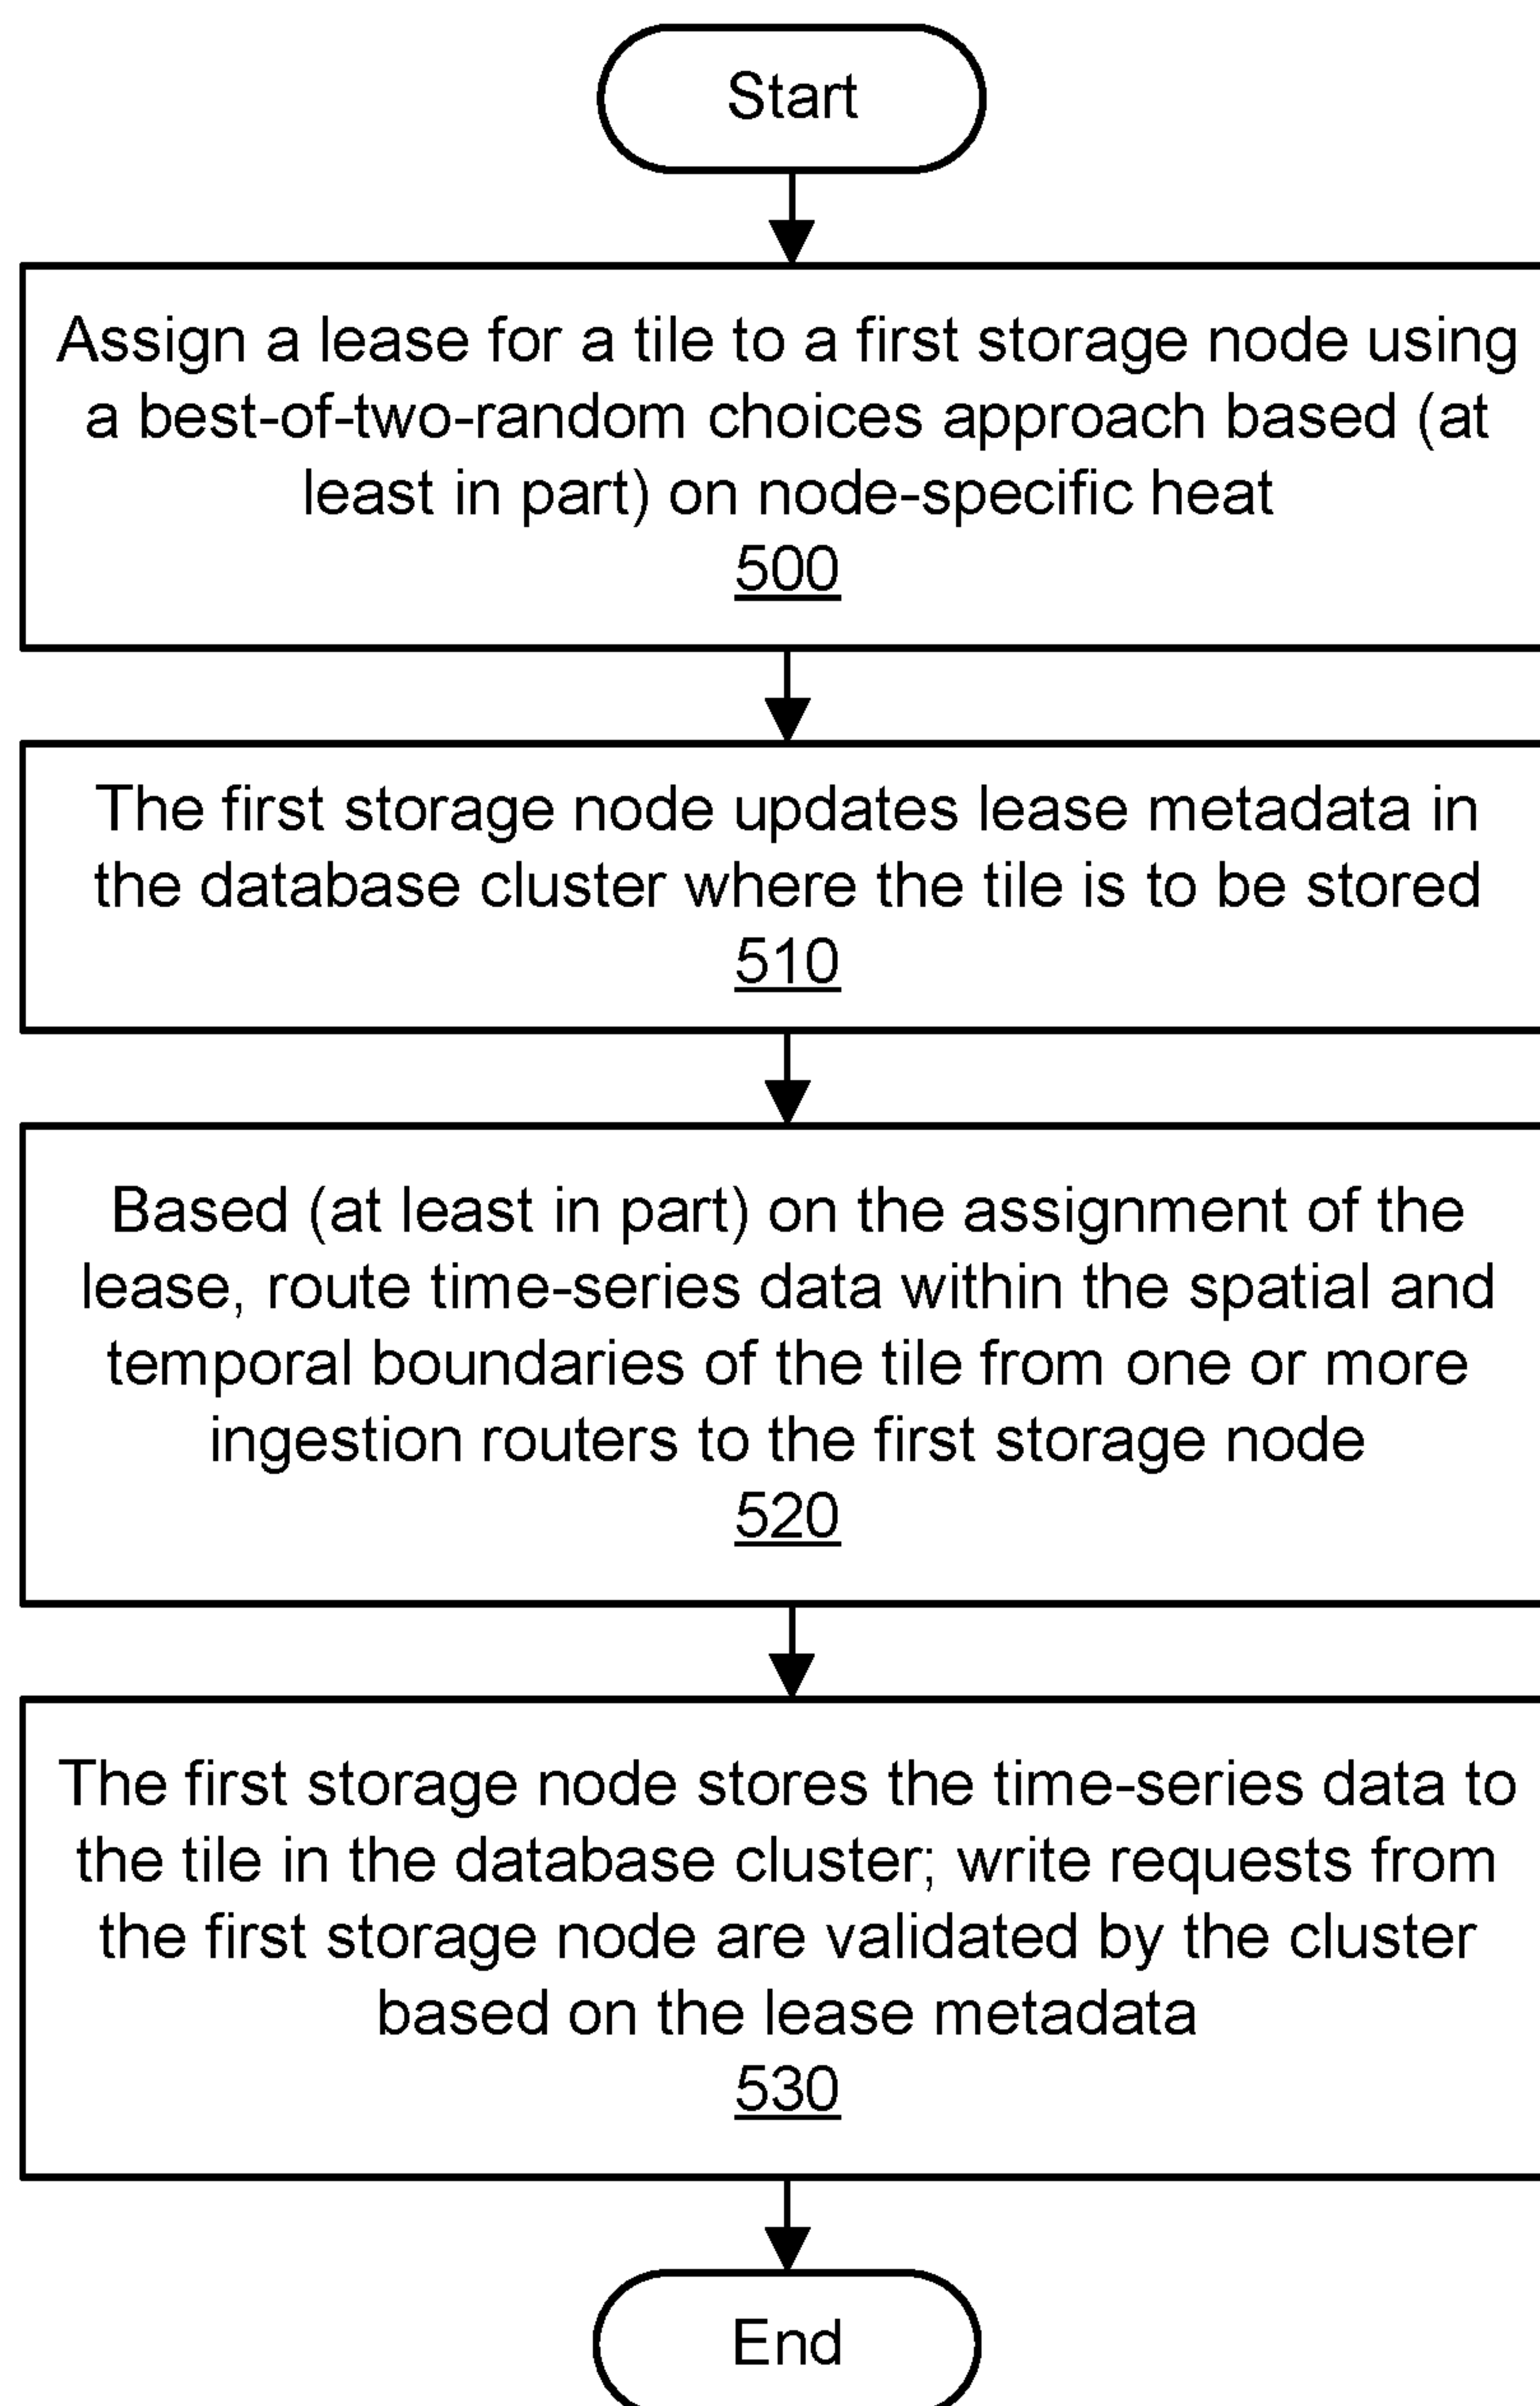 Start
Assign a lease for a tile to a first storage node using
a best-of-two-random choices approach based (at
least in part) on node-specific heat
500
The first storage node updates lease metadata in
the database cluster where the tile is to be stored
510
Based (at least in part) on the assignment of the
lease, route time-series data within the spatial and
temporal boundaries of the tile from one or more
ingestion routers to the first storage node
520
The first storage node stores the time-series data to
the tile in the database cluster; write requests from
the first storage node are validated by the cluster
based on the lease metadata
530
End